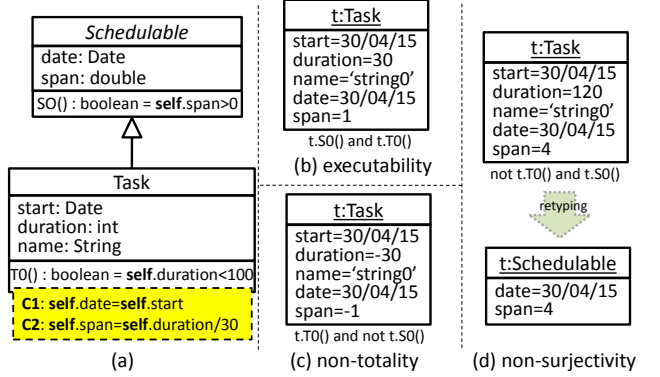 Schedulable
date: Date
span: double
SO() : boolean = self.span>0
Task
start: Date
duration: int
name: String
T0() : boolean = self.duration<100
C1: self.date=self.start
C2: self.span=self.duration/30
(a)
t:Task
start=30/04/15
duration=30
name='string0'
date=30/04/15
span=1
t.S0() and t.T0()
(b) executability
t:Task
start=30/04/15
duration=-30
name='string0'
date=30/04/15
span=-1
t.T0() and not t.S0()
(c) non-totality
t:Task
start=30/04/15
duration=120
name='string0'
date=30/04/15
span=4
not t.T0() and t.S0()
retyping
t:Schedulable
date=30/04/15
span=4
(d) non-surjectivity